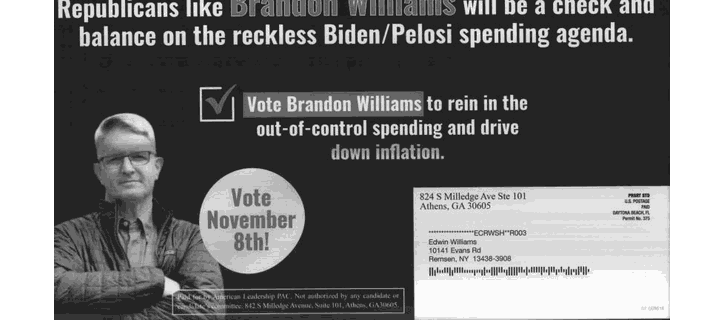 Republicans like Brandon Williams will be a check and
balance on the reckless Biden/Pelosi spending agenda.
Vote Brandon Williams to rein in the
out-of-control spending and drive
down inflation.
Vote
November
8th!
824 S Milledge Ave Ste 101
Athens, GA 30605
PRSRT STD
U.S. POSTAGE
PAID
DAYTONA BEACH, FL
Permit No. 375
********************ECRWSH**R003
Edwin Williams
10141 Evans Rd
Remsen, NY 13438-3908
Paid for by American Leadership PAC. Not authorized by any candidate or
candidate's committee. 842 S Milledge Avenue, Suite 101, Athens, GA30605.